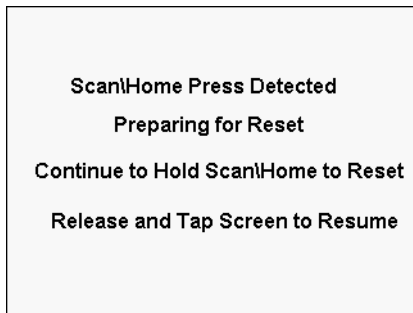 Scan\Home Press Detected
Preparing for Reset
Continue to Hold Scan\Home to Reset
Release and Tap Screen to Resume